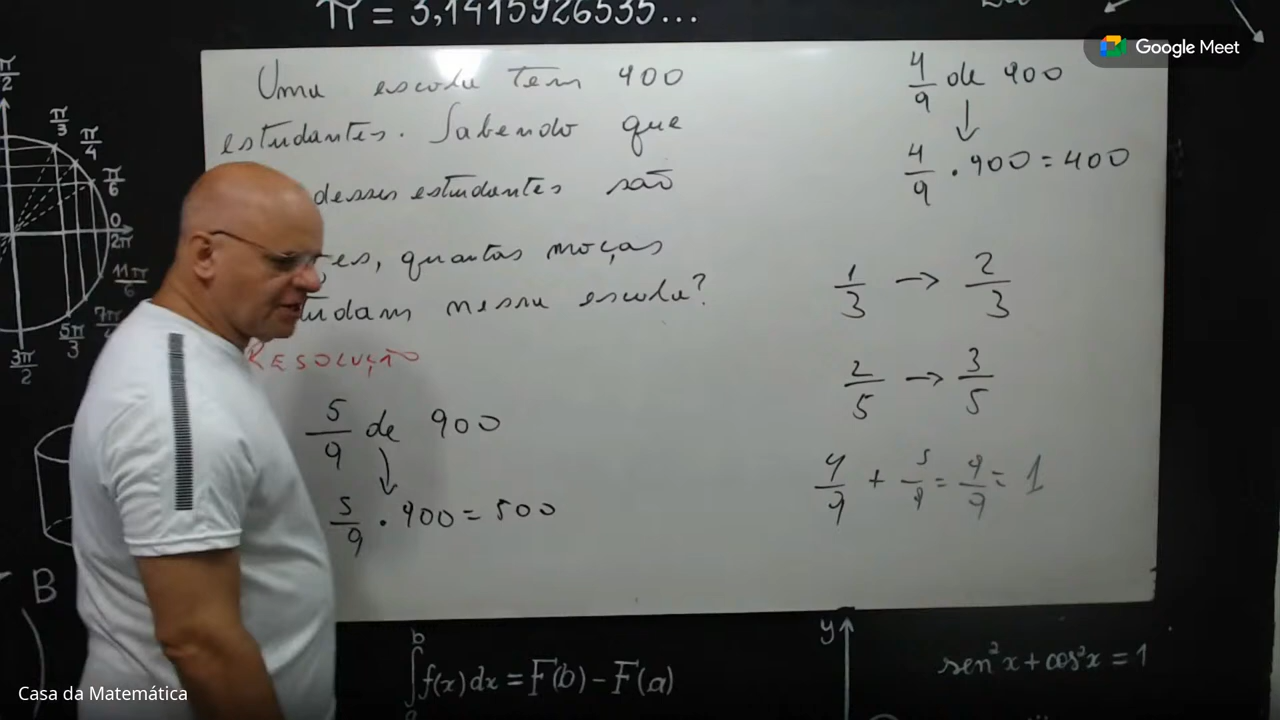 π = 3,1415926535...
Google Meet
Uma escola tem 900
estudantes. Sabendo que
desses estudantes são
es, quantas moças
tudam nessa escola?
RESOLUÇÃO
5/9 de 900
↓
5/9 . 900 = 500
4/9 de 900
↓
4/9 . 900 = 400
1/3 → 2/3
2/5 → 3/5
4/9 + 5/9 = 9/9 = 1
π/2
π/3
π/4
π/6
0
2π
11π/6
5π/3
3π/2
B
b
∫ f(x) dx = F(b) - F(a)
y
sen²x + cos²x = 1
Casa da Matemática